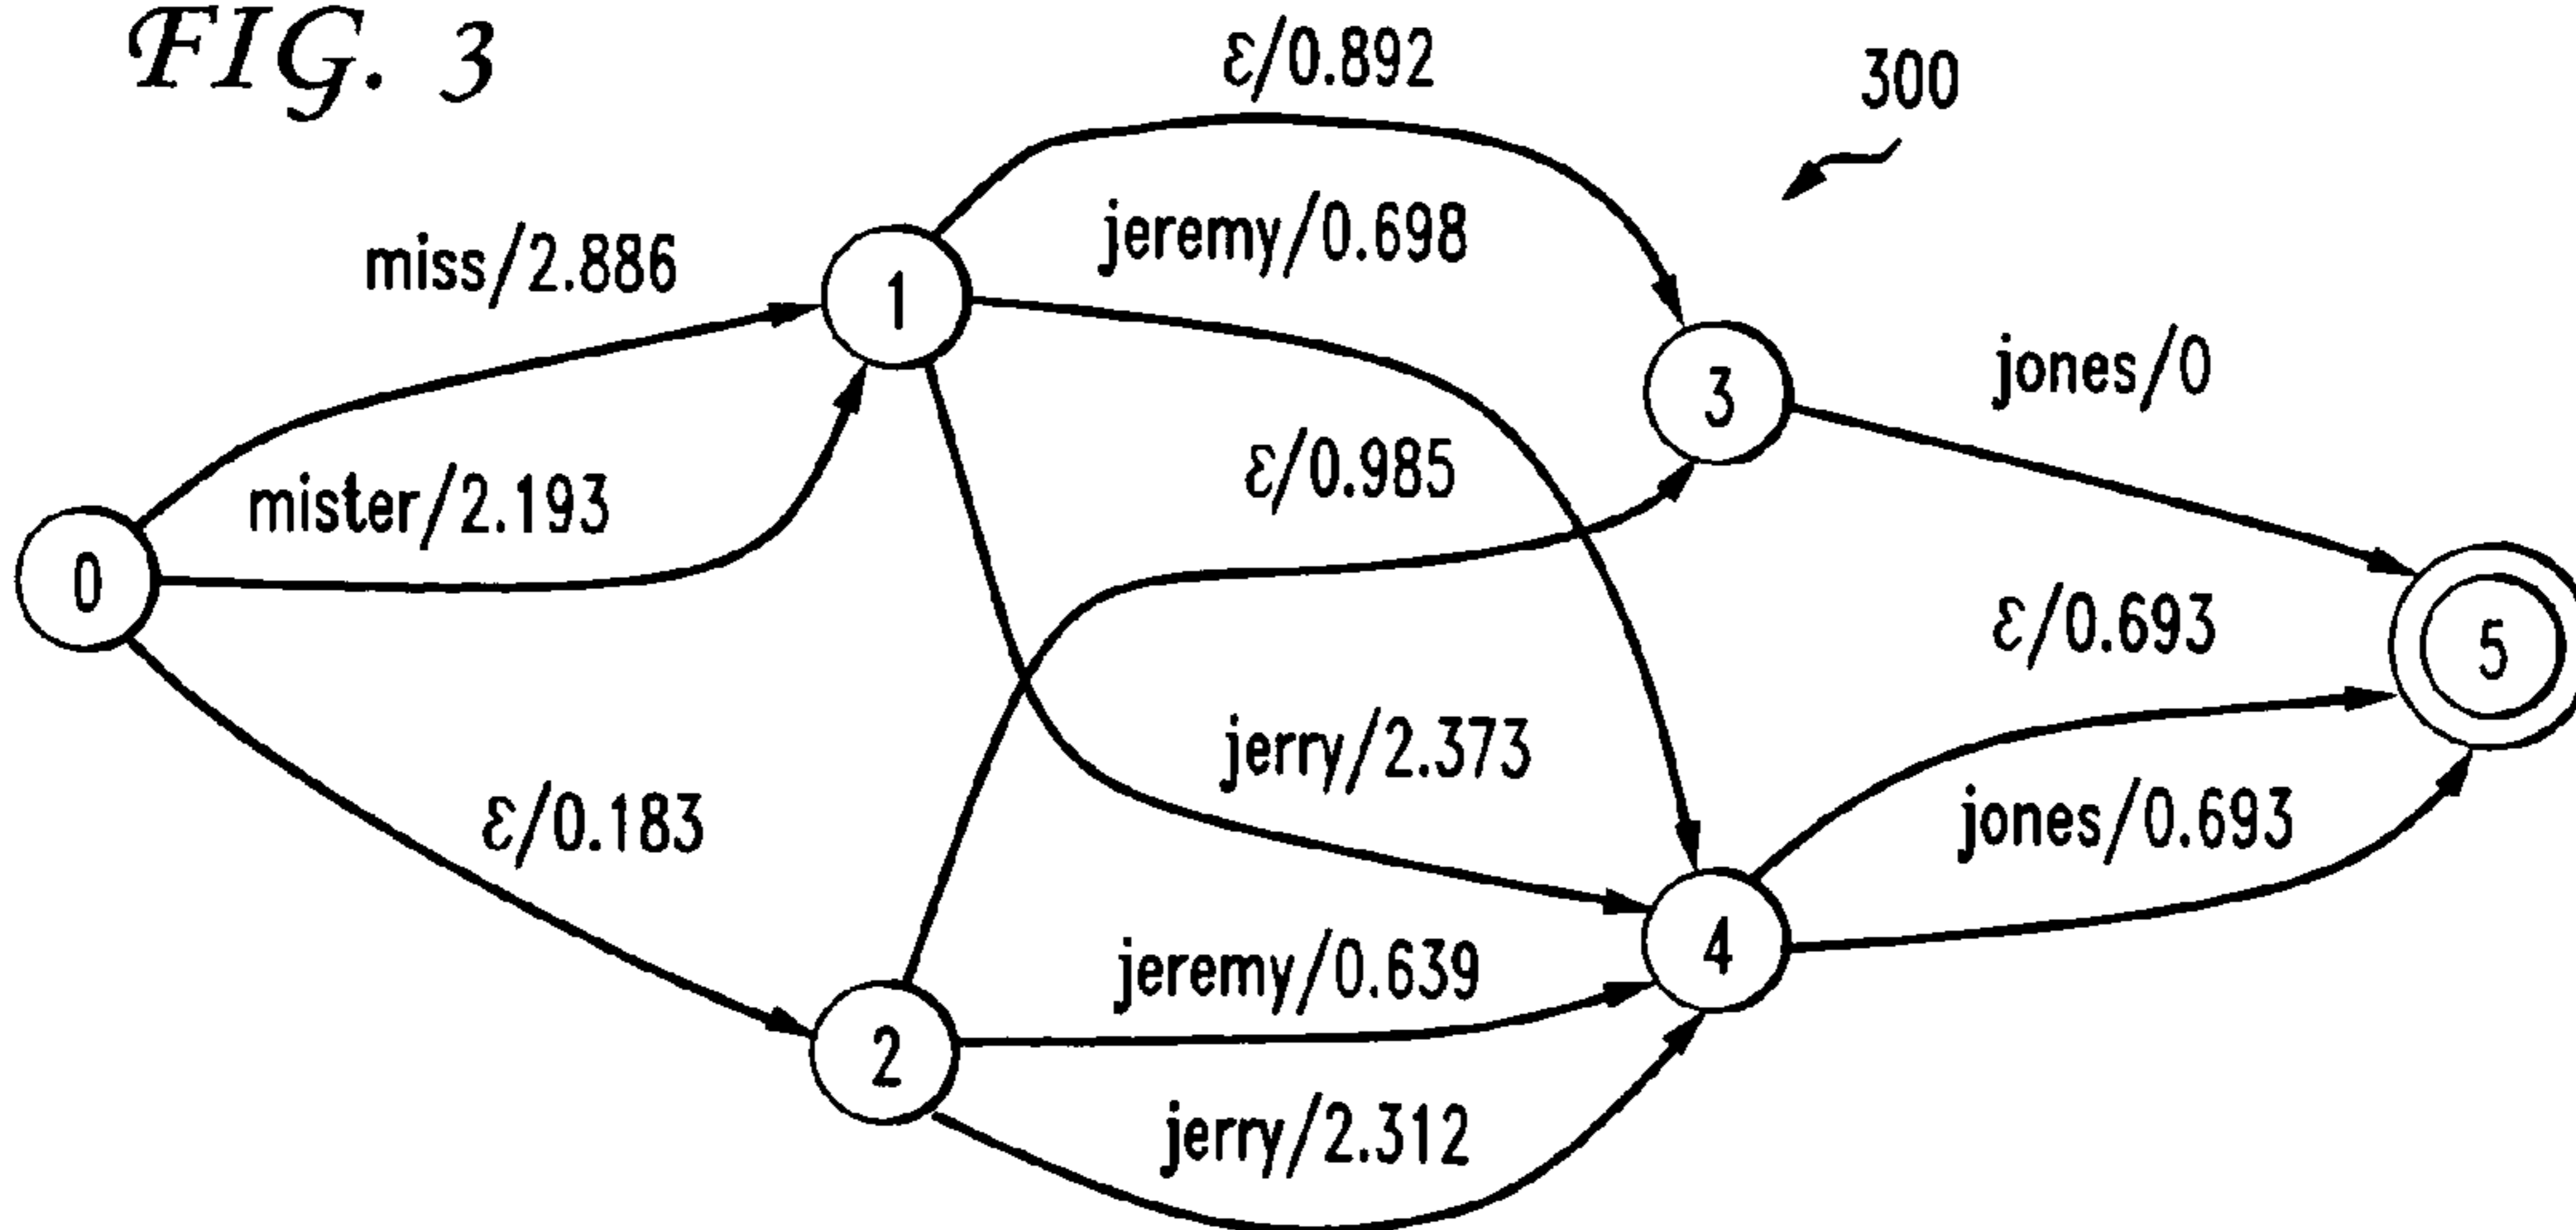 FIG. 3
ε/0.892
300
jeremy/0.698
miss/2.886
1
3
jones/0
ε/0.985
mister/2.193
0
ε/0.693
5
jerry/2.373
ε/0.183
jones/0.693
4
jeremy/0.639
2
jerry/2.312